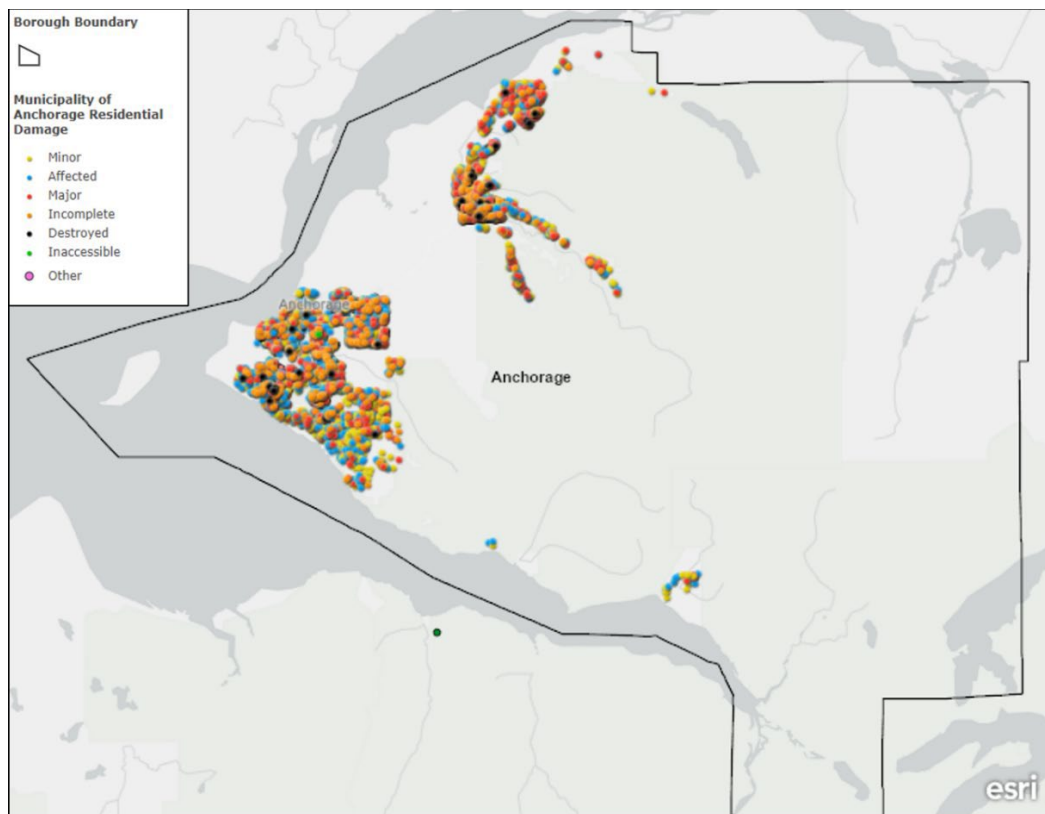 Borough Boundary
Municipality of
Anchorage Residential
Damage
Minor
Affected
Major
Incomplete
Destroyed
Inaccessible
Other
Anchorage
Anchorage
esri